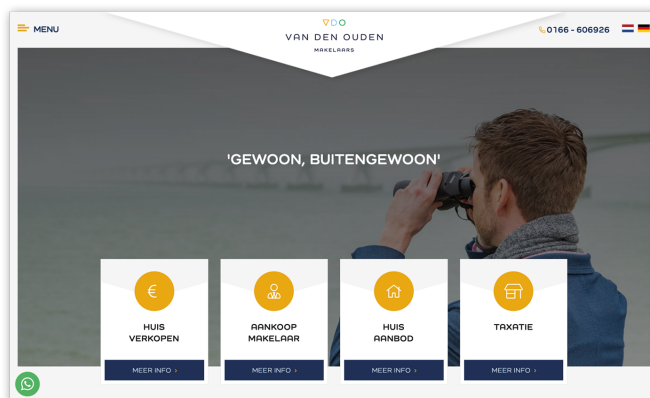 MENU
VDO
VAN DEN OUDEN
MAKELAARS
0166 - 606926
'GEWOON, BUITENGEWOON'
HUIS
VERKOPEN
MEER INFO ›
AANKOOP
MAKELAAR
MEER INFO ›
HUIS
AANBOD
MEER INFO ›
TAXATIE
MEER INFO ›